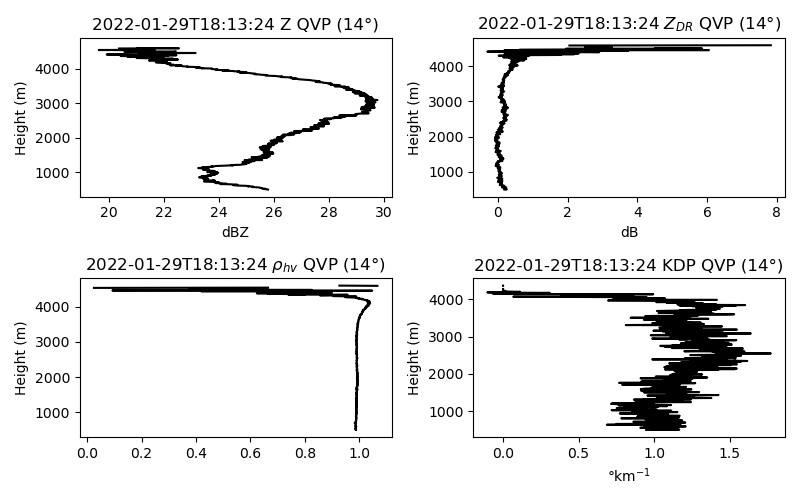 2022-01-29T18:13:24 Z QVP (14°)
4000
3000
2000
1000
Height (m)
20 22 24 26 28 30
dBZ
2022-01-29T18:13:24 Z_DR QVP (14°)
4000
3000
2000
1000
Height (m)
0 2 4 6 8
dB
2022-01-29T18:13:24 ρ_hv QVP (14°)
4000
3000
2000
1000
Height (m)
0.0 0.2 0.4 0.6 0.8 1.0
2022-01-29T18:13:24 KDP QVP (14°)
4000
3000
2000
1000
Height (m)
0.0 0.5 1.0 1.5
°km⁻¹